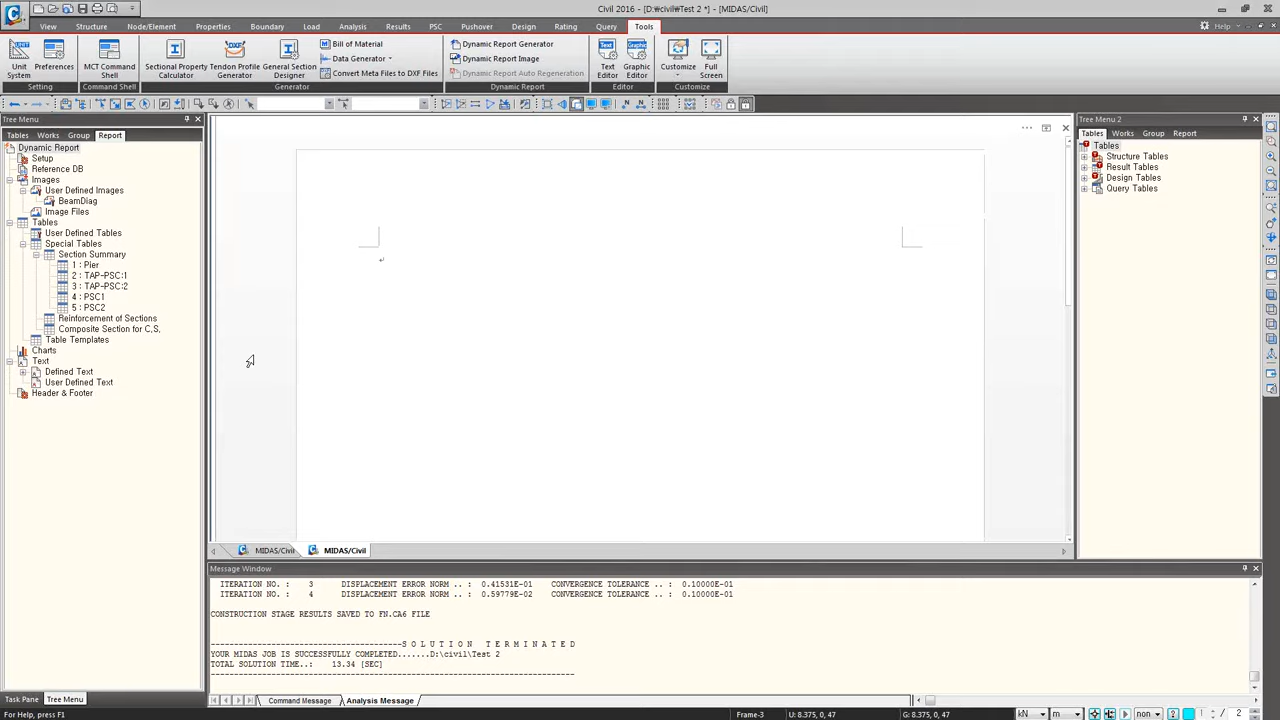 Civil 2016 - [D:₩civil₩Test 2 *] - [MIDAS/Civil]
View Structure Node/Element Properties Boundary Load Analysis Results PSC Pushover Design Rating Query Tools Help
Unit System
Preferences
MCT Command Shell
Sectional Property Calculator
Tendon Profile Generator
General Section Designer
Bill of Material
Data Generator
Convert Meta Files to DXF Files
Dynamic Report Generator
Dynamic Report Image
Dynamic Report Auto Regeneration
Text Editor
Graphic Editor
Customize
Full Screen
Setting Command Shell Generator Dynamic Report Editor Customize
Tree Menu
Tables Works Group Report
Dynamic Report
Setup
Reference DB
Images
User Defined Images
BeamDiag
Image Files
Tables
User Defined Tables
Special Tables
Section Summary
1 : Pier
2 : TAP-PSC:1
3 : TAP-PSC:2
4 : PSC1
5 : PSC2
Reinforcement of Sections
Composite Section for C,S,
Table Templates
Charts
Text
Defined Text
User Defined Text
Header & Footer
Task Pane Tree Menu
MIDAS/Civil MIDAS/Civil
Tree Menu 2
Tables Works Group Report
Tables
Structure Tables
Result Tables
Design Tables
Query Tables
Message Window
ITERATION NO. : 3 DISPLACEMENT ERROR NORM .. : 0.41531E-01 CONVERGENCE TOLERANCE .. : 0.10000E-01
ITERATION NO. : 4 DISPLACEMENT ERROR NORM .. : 0.59779E-02 CONVERGENCE TOLERANCE .. : 0.10000E-01
CONSTRUCTION STAGE RESULTS SAVED TO FN.CA6 FILE
-------------------------------------S O L U T I O N   T E R M I N A T E D
YOUR MIDAS JOB IS SUCCESSFULLY COMPLETED.......D:\civil\Test 2
TOTAL SOLUTION TIME..: 13.34 [SEC]
-----------------------------------------------------------------------
Command Message Analysis Message
For Help, press F1
Frame-3 U: 8.375, 0, 47 G: 8.375, 0, 47 kN m non ? / 2